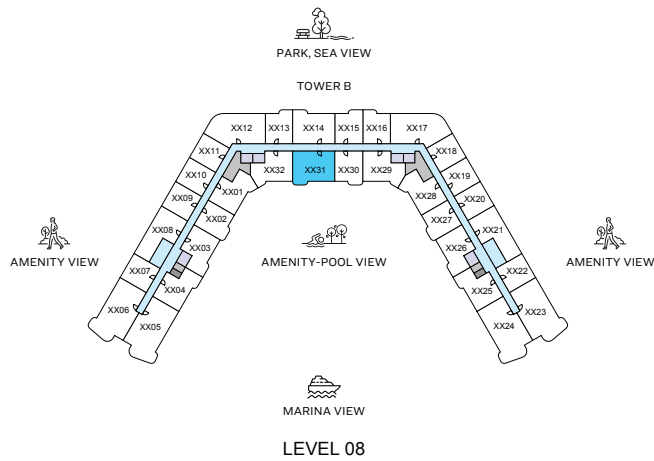 PARK, SEA VIEW
TOWER B
XX12
XX13
XX14
XX15
XX16
XX17
XX11
XX18
XX32
XX31
XX30
XX29
XX10
XX19
XX01
XX28
XX09
XX20
XX02
XX27
XX08
XX21
XX03
XX26
AMENITY VIEW
AMENITY-POOL VIEW
AMENITY VIEW
XX07
XX22
XX04
XX25
XX06
XX23
XX05
XX24
MARINA VIEW
LEVEL 08